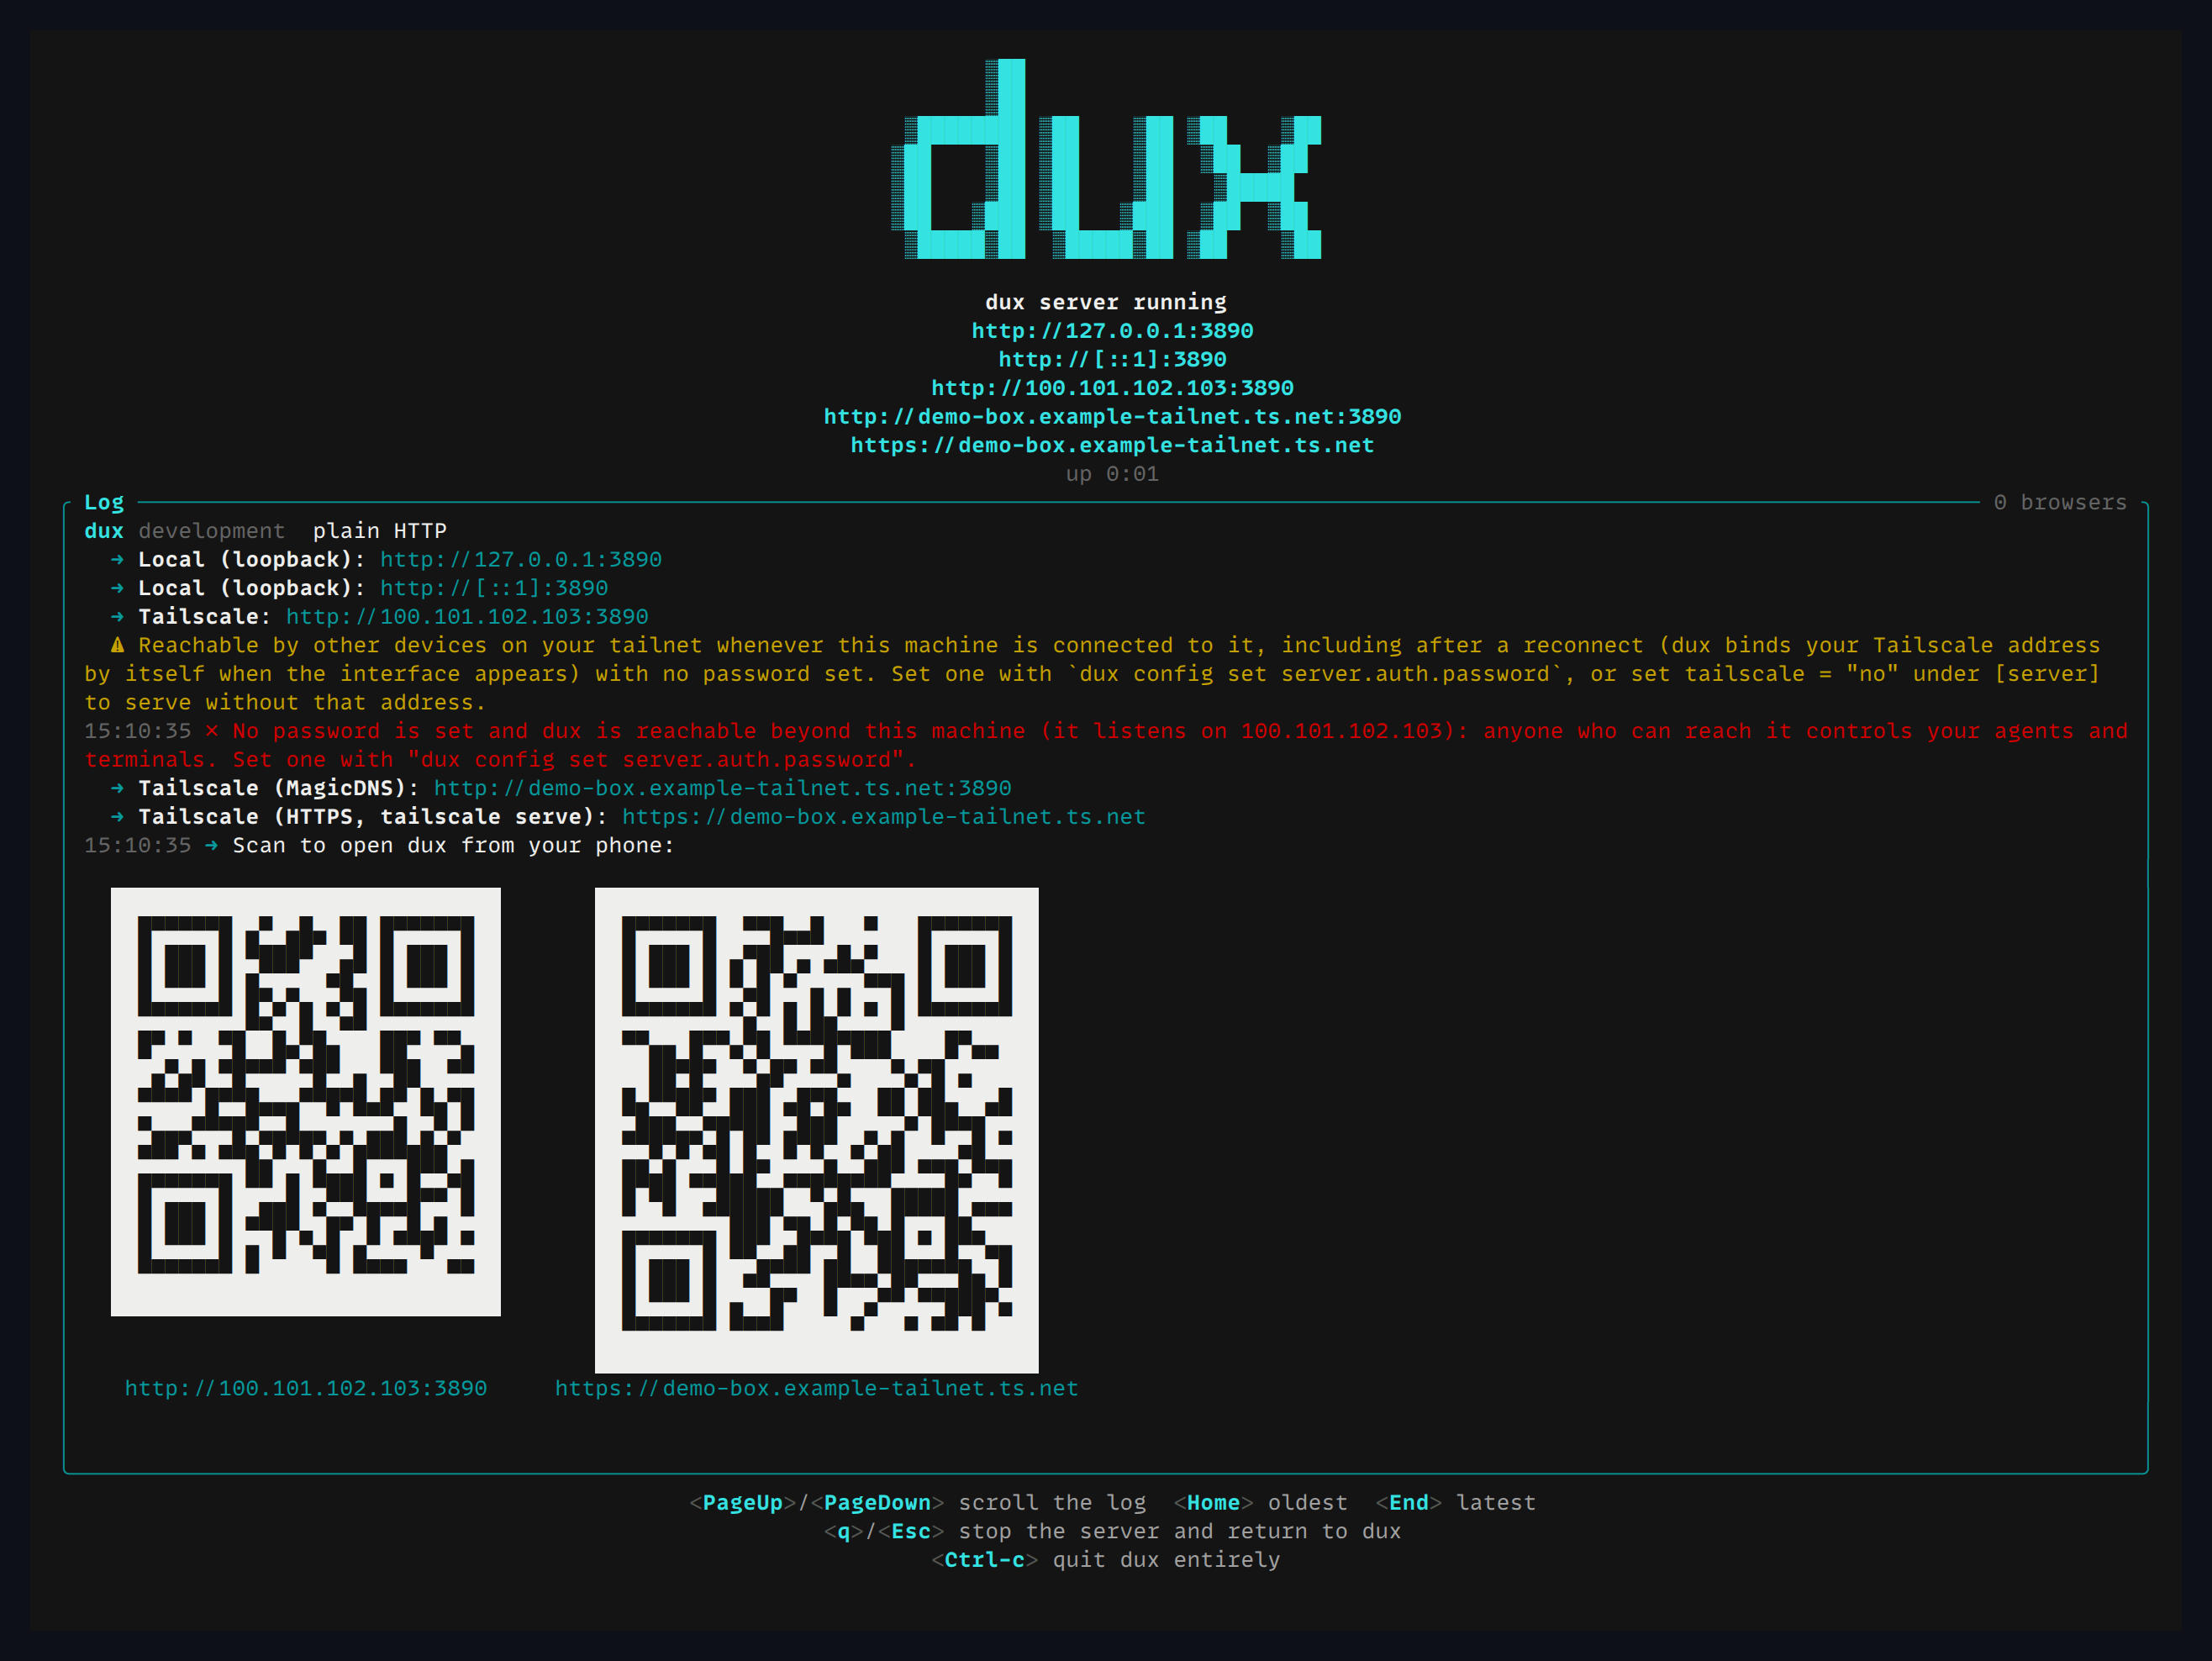 dux
dux server running
http://127.0.0.1:3890
http://[::1]:3890
http://100.101.102.103:3890
http://demo-box.example-tailnet.ts.net:3890
https://demo-box.example-tailnet.ts.net
up 0:01
Log 0 browsers
dux development plain HTTP
➜ Local (loopback): http://127.0.0.1:3890
➜ Local (loopback): http://[::1]:3890
➜ Tailscale: http://100.101.102.103:3890
⚠ Reachable by other devices on your tailnet whenever this machine is connected to it, including after a reconnect (dux binds your Tailscale address
by itself when the interface appears) with no password set. Set one with `dux config set server.auth.password`, or set tailscale = "no" under [server]
to serve without that address.
15:10:35 ✕ No password is set and dux is reachable beyond this machine (it listens on 100.101.102.103): anyone who can reach it controls your agents and
terminals. Set one with "dux config set server.auth.password".
➜ Tailscale (MagicDNS): http://demo-box.example-tailnet.ts.net:3890
➜ Tailscale (HTTPS, tailscale serve): https://demo-box.example-tailnet.ts.net
15:10:35 ➜ Scan to open dux from your phone:
http://100.101.102.103:3890 https://demo-box.example-tailnet.ts.net
<PageUp>/<PageDown> scroll the log <Home> oldest <End> latest
<q>/<Esc> stop the server and return to dux
<Ctrl-c> quit dux entirely